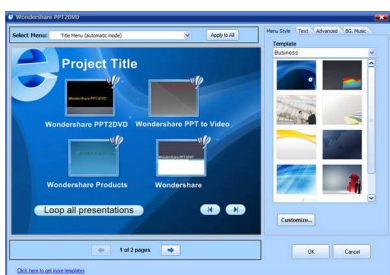 Wondershare PPT2DVD
Select Menu:
Title Menu (automatic mode)
Apply to All
Menu Style
Text
Advanced
BG. Music
Template
Business
Project Title
Wondershare PPT2DVD
Wondershare PPT to Video
Wondershare Products
Wondershare
Loop all presentations
Customize...
1 of 2 pages
OK
Cancel
Click here to get more templates